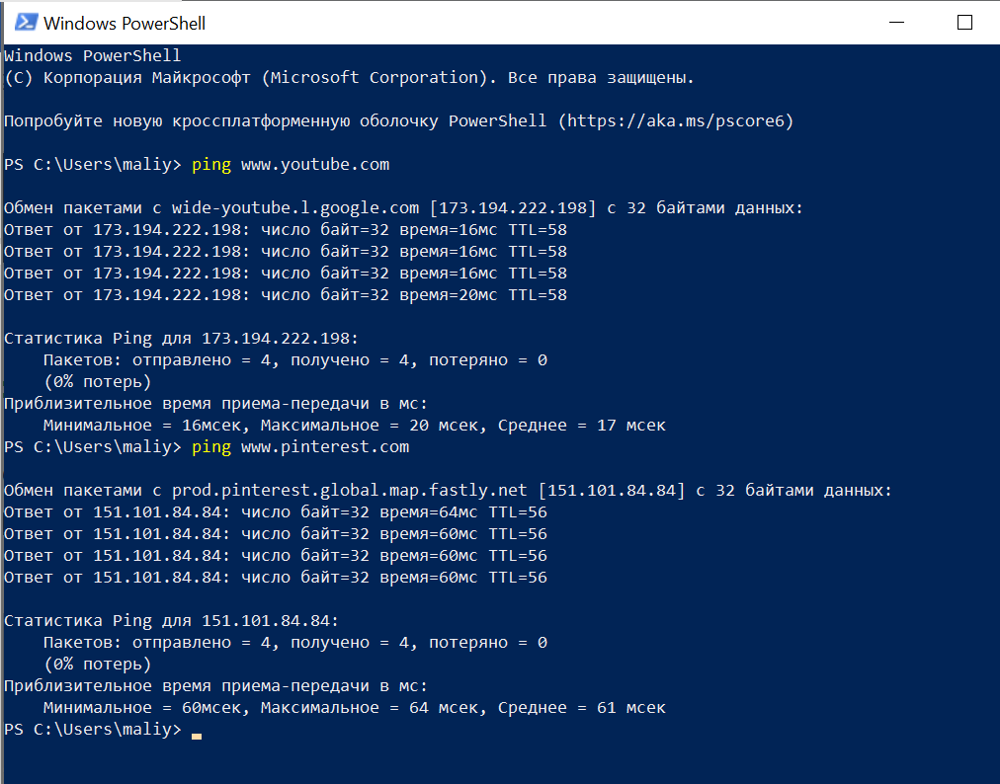 Windows PowerShell
Windows PowerShell
(C) Корпорация Майкрософт (Microsoft Corporation). Все права защищены.
Попробуйте новую кроссплатформенную оболочку PowerShell (https://aka.ms/pscore6)
PS C:\Users\maliy> ping www.youtube.com
Обмен пакетами с wide-youtube.l.google.com [173.194.222.198] с 32 байтами данных:
Ответ от 173.194.222.198: число байт=32 время=16мс TTL=58
Ответ от 173.194.222.198: число байт=32 время=16мс TTL=58
Ответ от 173.194.222.198: число байт=32 время=16мс TTL=58
Ответ от 173.194.222.198: число байт=32 время=20мс TTL=58
Статистика Ping для 173.194.222.198:
Пакетов: отправлено = 4, получено = 4, потеряно = 0
(0% потерь)
Приблизительное время приема-передачи в мс:
Минимальное = 16мсек, Максимальное = 20 мсек, Среднее = 17 мсек
PS C:\Users\maliy> ping www.pinterest.com
Обмен пакетами с prod.pinterest.global.map.fastly.net [151.101.84.84] с 32 байтами данных:
Ответ от 151.101.84.84: число байт=32 время=64мс TTL=56
Ответ от 151.101.84.84: число байт=32 время=60мс TTL=56
Ответ от 151.101.84.84: число байт=32 время=60мс TTL=56
Ответ от 151.101.84.84: число байт=32 время=60мс TTL=56
Статистика Ping для 151.101.84.84:
Пакетов: отправлено = 4, получено = 4, потеряно = 0
(0% потерь)
Приблизительное время приема-передачи в мс:
Минимальное = 60мсек, Максимальное = 64 мсек, Среднее = 61 мсек
PS C:\Users\maliy>